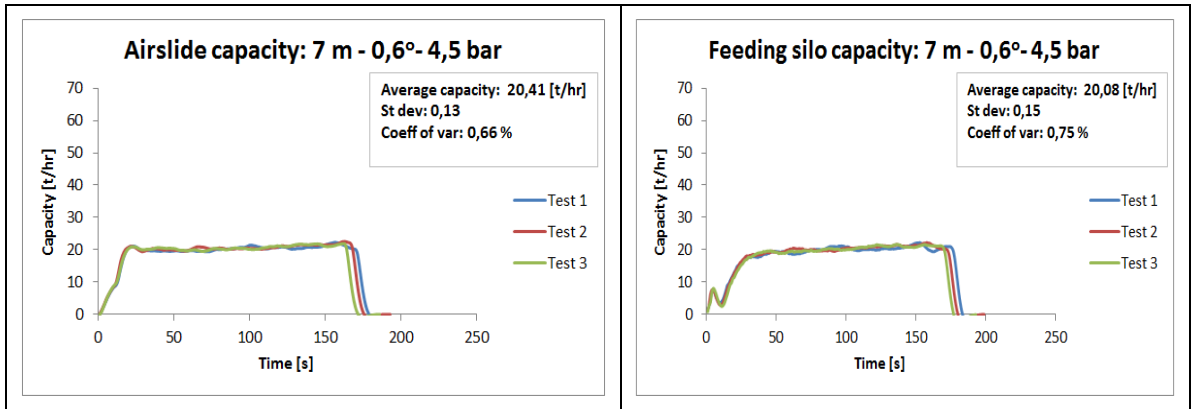 Airslide capacity: 7 m - 0,6º- 4,5 bar
Average capacity: 20,41 [t/hr]
St dev: 0,13
Coeff of var: 0,66 %
Capacity [t/hr]
70
60
50
40
30
20
10
0
0 50 100 150 200 250
Time [s]
Test 1
Test 2
Test 3
Feeding silo capacity: 7 m - 0,6º- 4,5 bar
Average capacity: 20,08 [t/hr]
St dev: 0,15
Coeff of var: 0,75 %
Capacity [t/hr]
70
60
50
40
30
20
10
0
0 50 100 150 200 250
Time [s]
Test 1
Test 2
Test 3